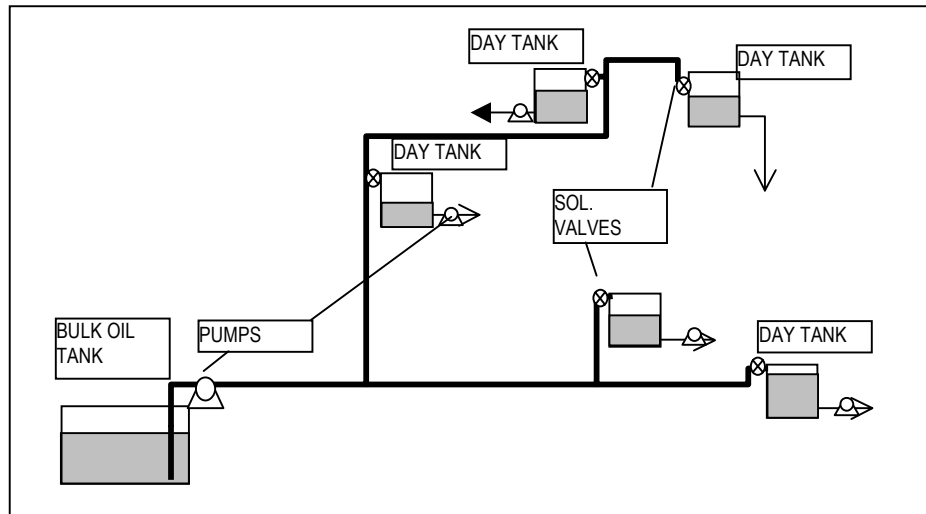 DAY TANK
DAY TANK
DAY TANK
SOL.
VALVES
BULK OIL
TANK
PUMPS
DAY TANK